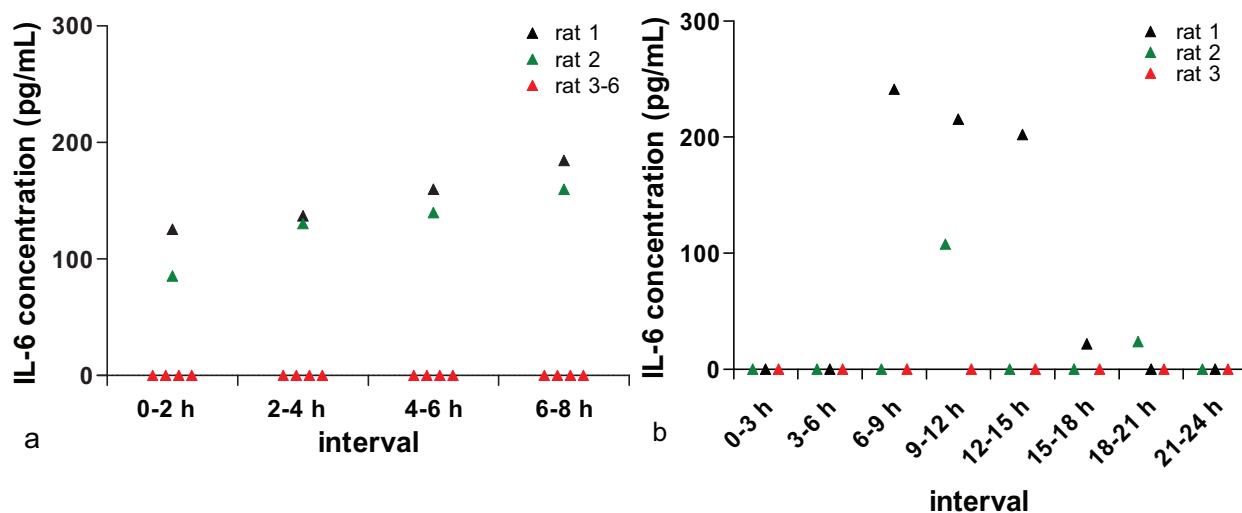 IL-6 concentration (pg/mL)
300
200
100
0
rat 1
rat 2
rat 3-6
0-2 h 2-4 h 4-6 h 6-8 h
interval
a
IL-6 concentration (pg/mL)
300
200
100
0
rat 1
rat 2
rat 3
0-3 h 3-6 h 6-9 h 9-12 h 12-15 h 15-18 h 18-21 h 21-24 h
interval
b